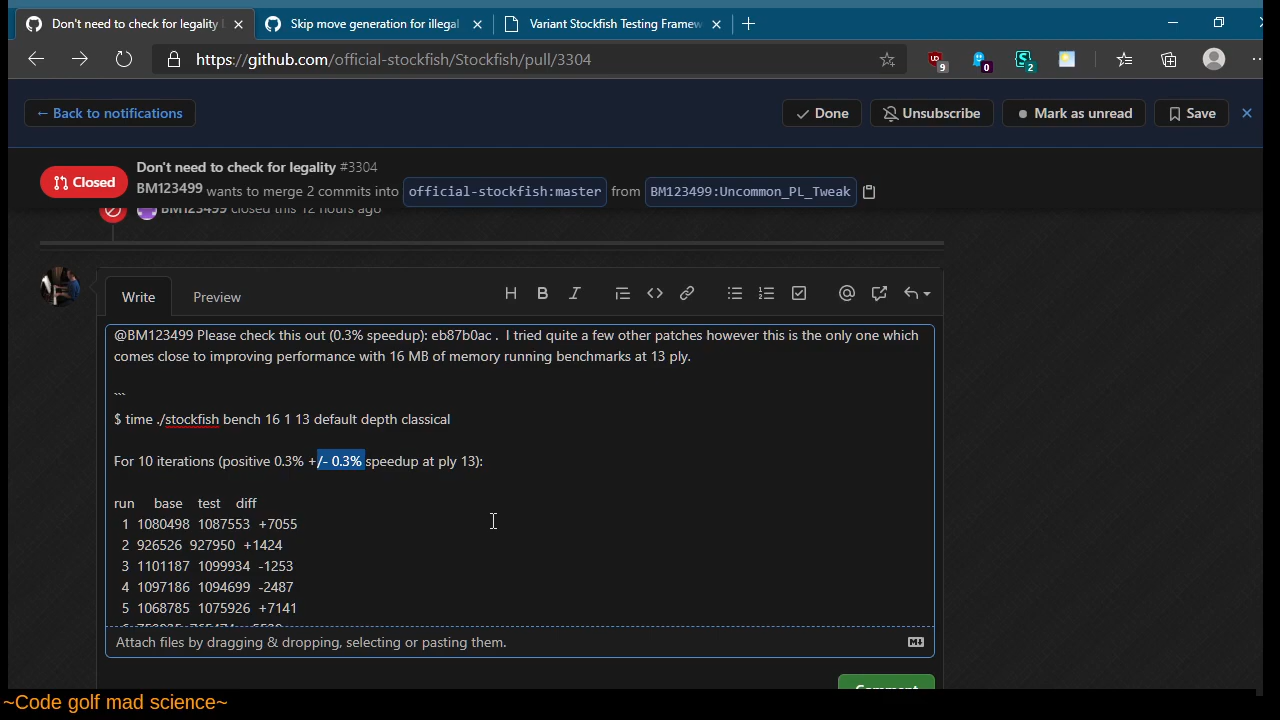 Don't need to check for legality
Skip move generation for illegal
Variant Stockfish Testing Framew
https://github.com/official-stockfish/Stockfish/pull/3304
9
0
2
← Back to notifications
Done
Unsubscribe
Mark as unread
Save
Closed
Don't need to check for legality #3304
BM123499 wants to merge 2 commits into official-stockfish:master from BM123499:Uncommon_PL_Tweak
BM123499 closed this 12 hours ago
Write
Preview
@BM123499 Please check this out (0.3% speedup): eb87b0ac .  I tried quite a few other patches however this is the only one which
comes close to improving performance with 16 MB of memory running benchmarks at 13 ply.
```
$ time ./stockfish bench 16 1 13 default depth classical
For 10 iterations (positive 0.3% +/- 0.3% speedup at ply 13):
run base test diff
1 1080498 1087553 +7055
2 926526 927950 +1424
3 1101187 1099934 -1253
4 1097186 1094699 -2487
5 1068785 1075926 +7141
Attach files by dragging & dropping, selecting or pasting them.
Comment
~Code golf mad science~